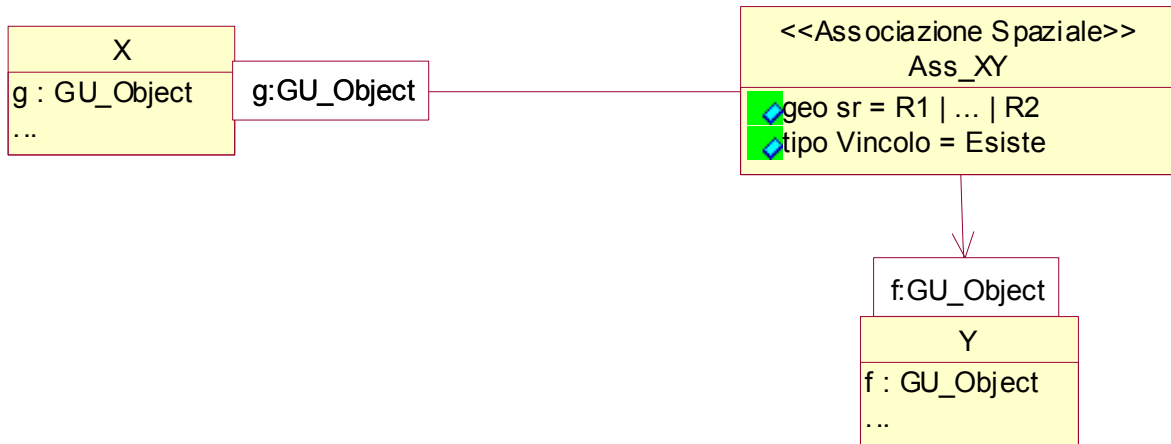 X
g : GU_Object
...
g:GU_Object
<<Associazione Spaziale>>
Ass_XY
geo sr = R1 | ... | R2
tipo Vincolo = Esiste
f:GU_Object
Y
f : GU_Object
...